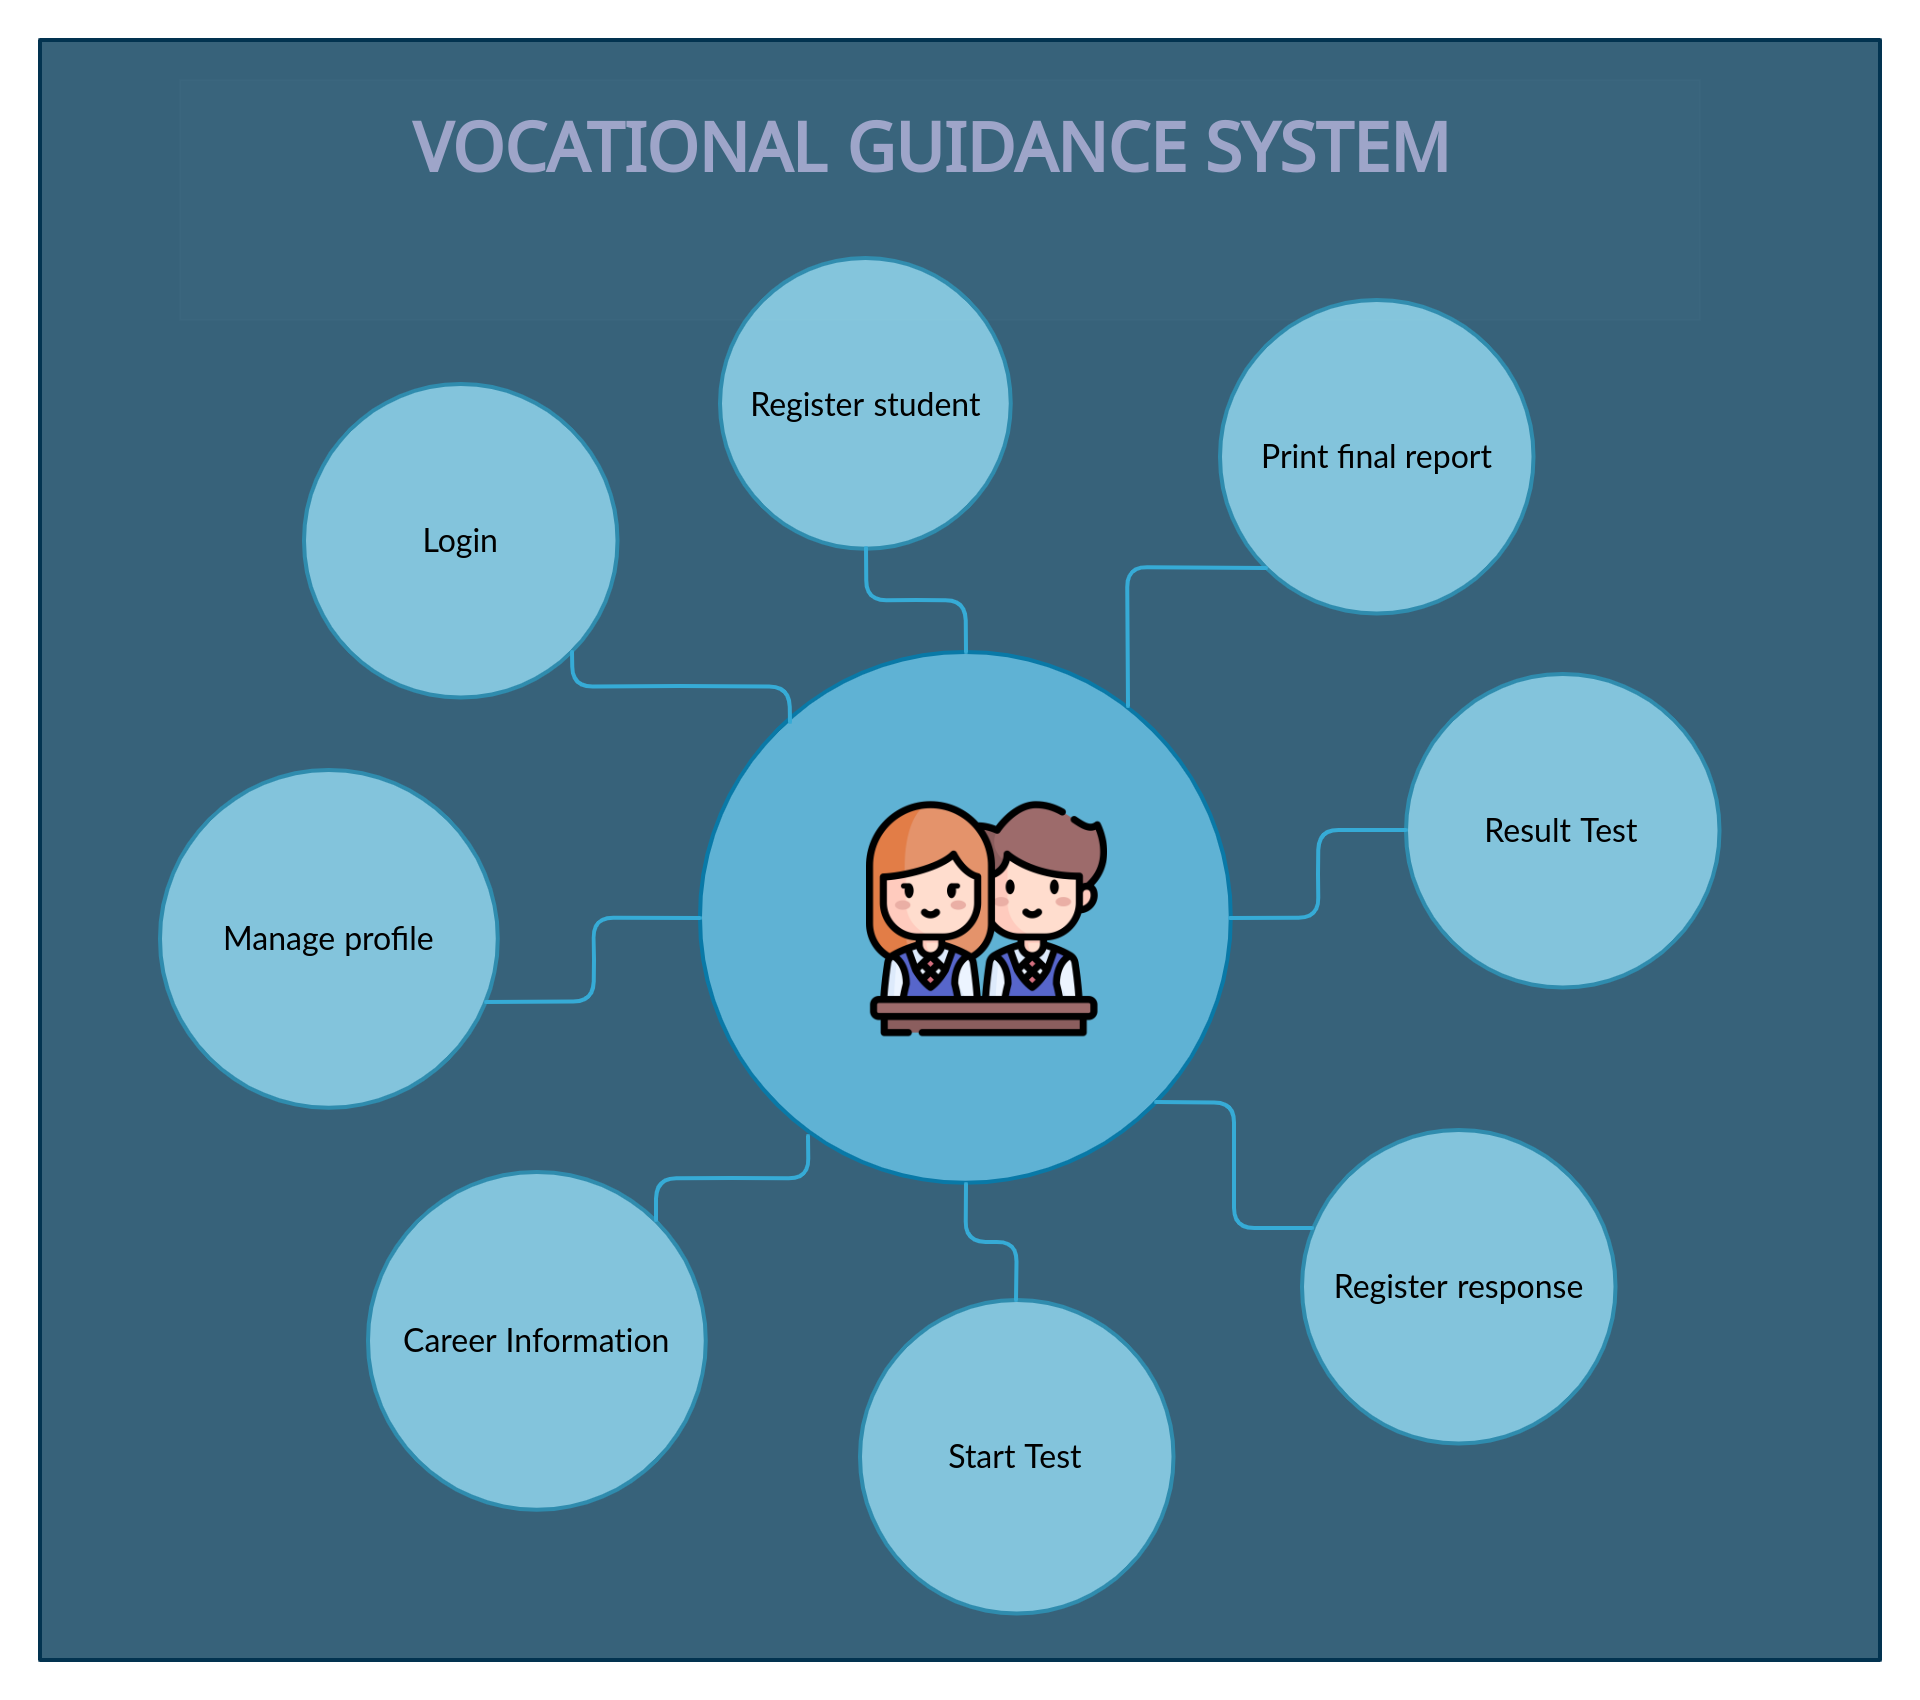 VOCATIONAL GUIDANCE SYSTEM
Register student
Print final report
Login
Result Test
Manage profile
Register response
Career Information
Start Test